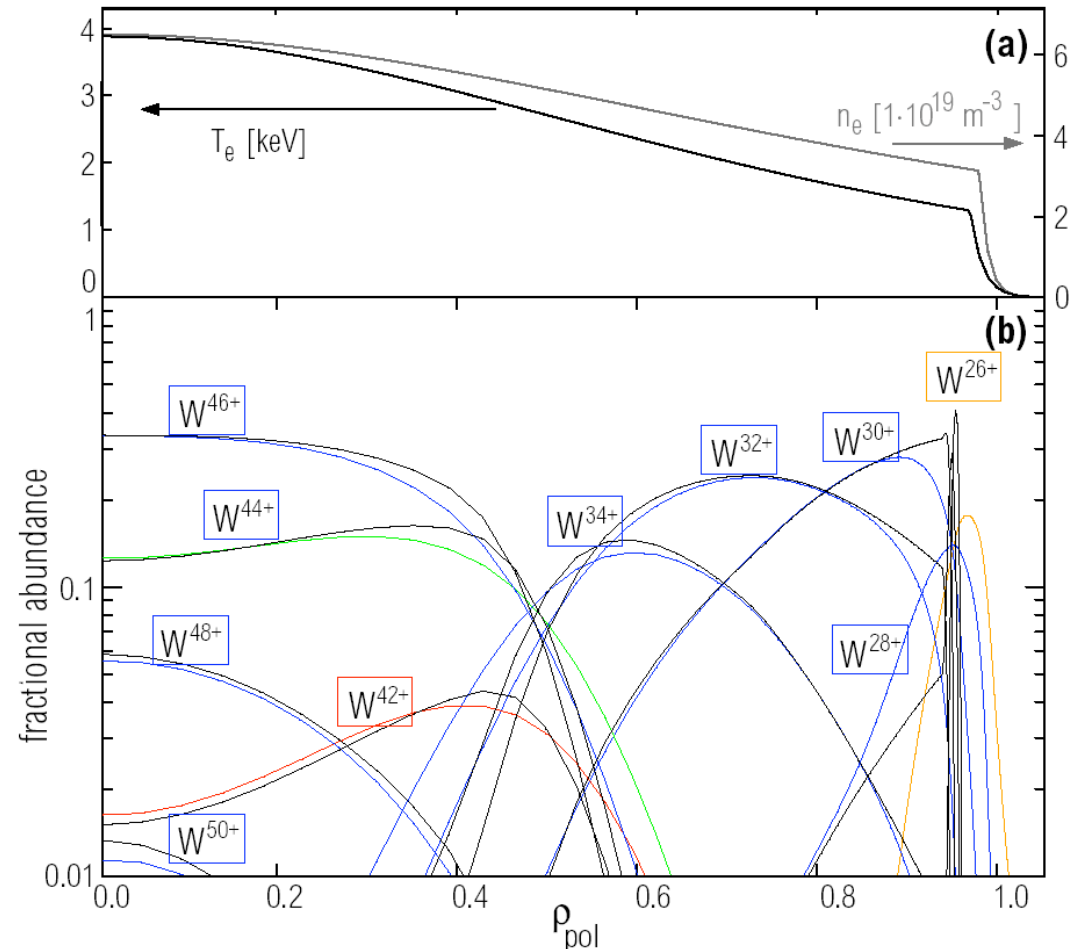 4
3
2
1
0
6
4
2
0
(a)
T_e [keV]
n_e [1·10^19 m^-3 ]
1
0.1
0.01
fractional abundance
(b)
W^26+
W^46+
W^30+
W^32+
W^44+
W^34+
W^48+
W^28+
W^42+
W^50+
0.0 0.2 0.4 0.6 0.8 1.0
ρ_pol